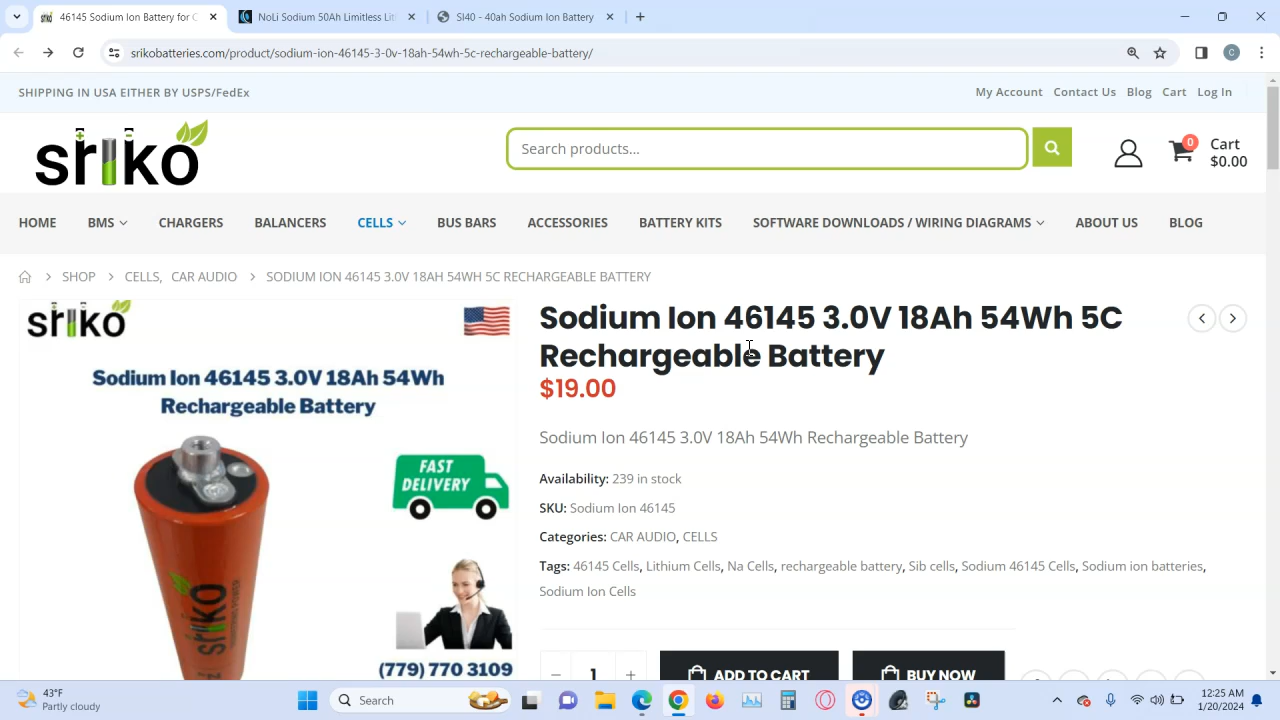 46145 Sodium Battery for C
NoLi Sodium 50Ah Limitless Lit
SI40 - 40ah Sodium Ion Battery
srikobatteries.com/product/sodium-ion-46145-3-0v-18ah-54wh-5c-rechargeable-battery/
C
SHIPPING IN USA EITHER BY USPS/FedEx
My Account Contact Us Blog Cart Log In
sriko
Search products...
0
Cart
$0.00
HOME BMS CHARGERS BALANCERS CELLS BUS BARS ACCESSORIES BATTERY KITS SOFTWARE DOWNLOADS / WIRING DIAGRAMS ABOUT US BLOG
SHOP > CELLS, CAR AUDIO > SODIUM ION 46145 3.0V 18AH 54WH 5C RECHARGEABLE BATTERY
sriko
Sodium Ion 46145 3.0V 18Ah 54Wh
Rechargeable Battery
FAST
DELIVERY
sriko
(779) 770 3109
Sodium Ion 46145 3.0V 18Ah 54Wh 5C
Rechargeable Battery
$19.00
Sodium Ion 46145 3.0V 18Ah 54Wh Rechargeable Battery
Availability: 239 in stock
SKU: Sodium Ion 46145
Categories: CAR AUDIO, CELLS
Tags: 46145 Cells, Lithium Cells, Na Cells, rechargeable battery, Sib cells, Sodium 46145 Cells, Sodium ion batteries,
Sodium Ion Cells
1
ADD TO CART
BUY NOW
43°F
Partly cloudy
Search
12:25 AM
1/20/2024